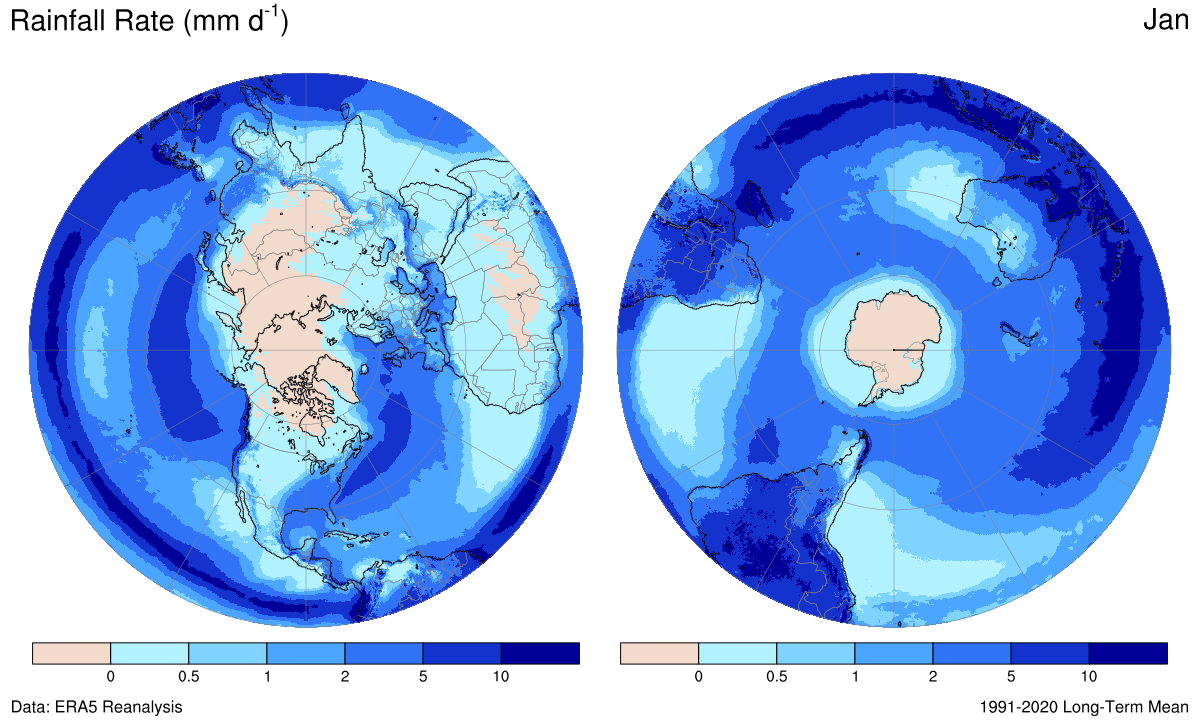 Rainfall Rate (mm d-1) Jan
0 0.5 1 2 5 10 0 0.5 1 2 5 10
Data: ERA5 Reanalysis 1991-2020 Long-Term Mean